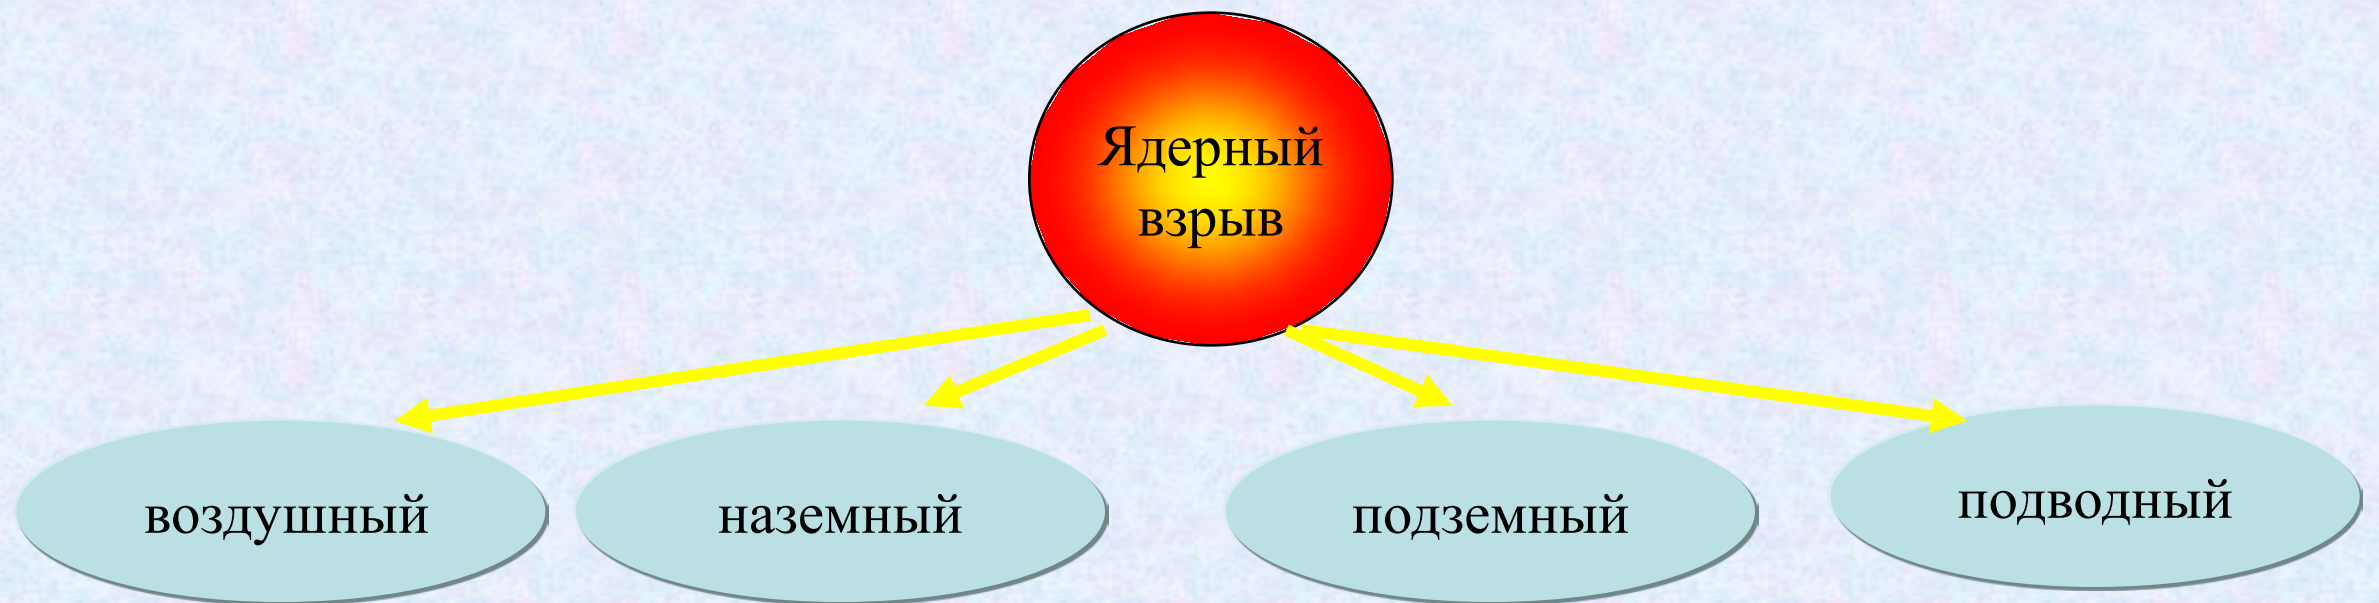 Ядерный
взрыв
воздушный
наземный
подземный
подводный